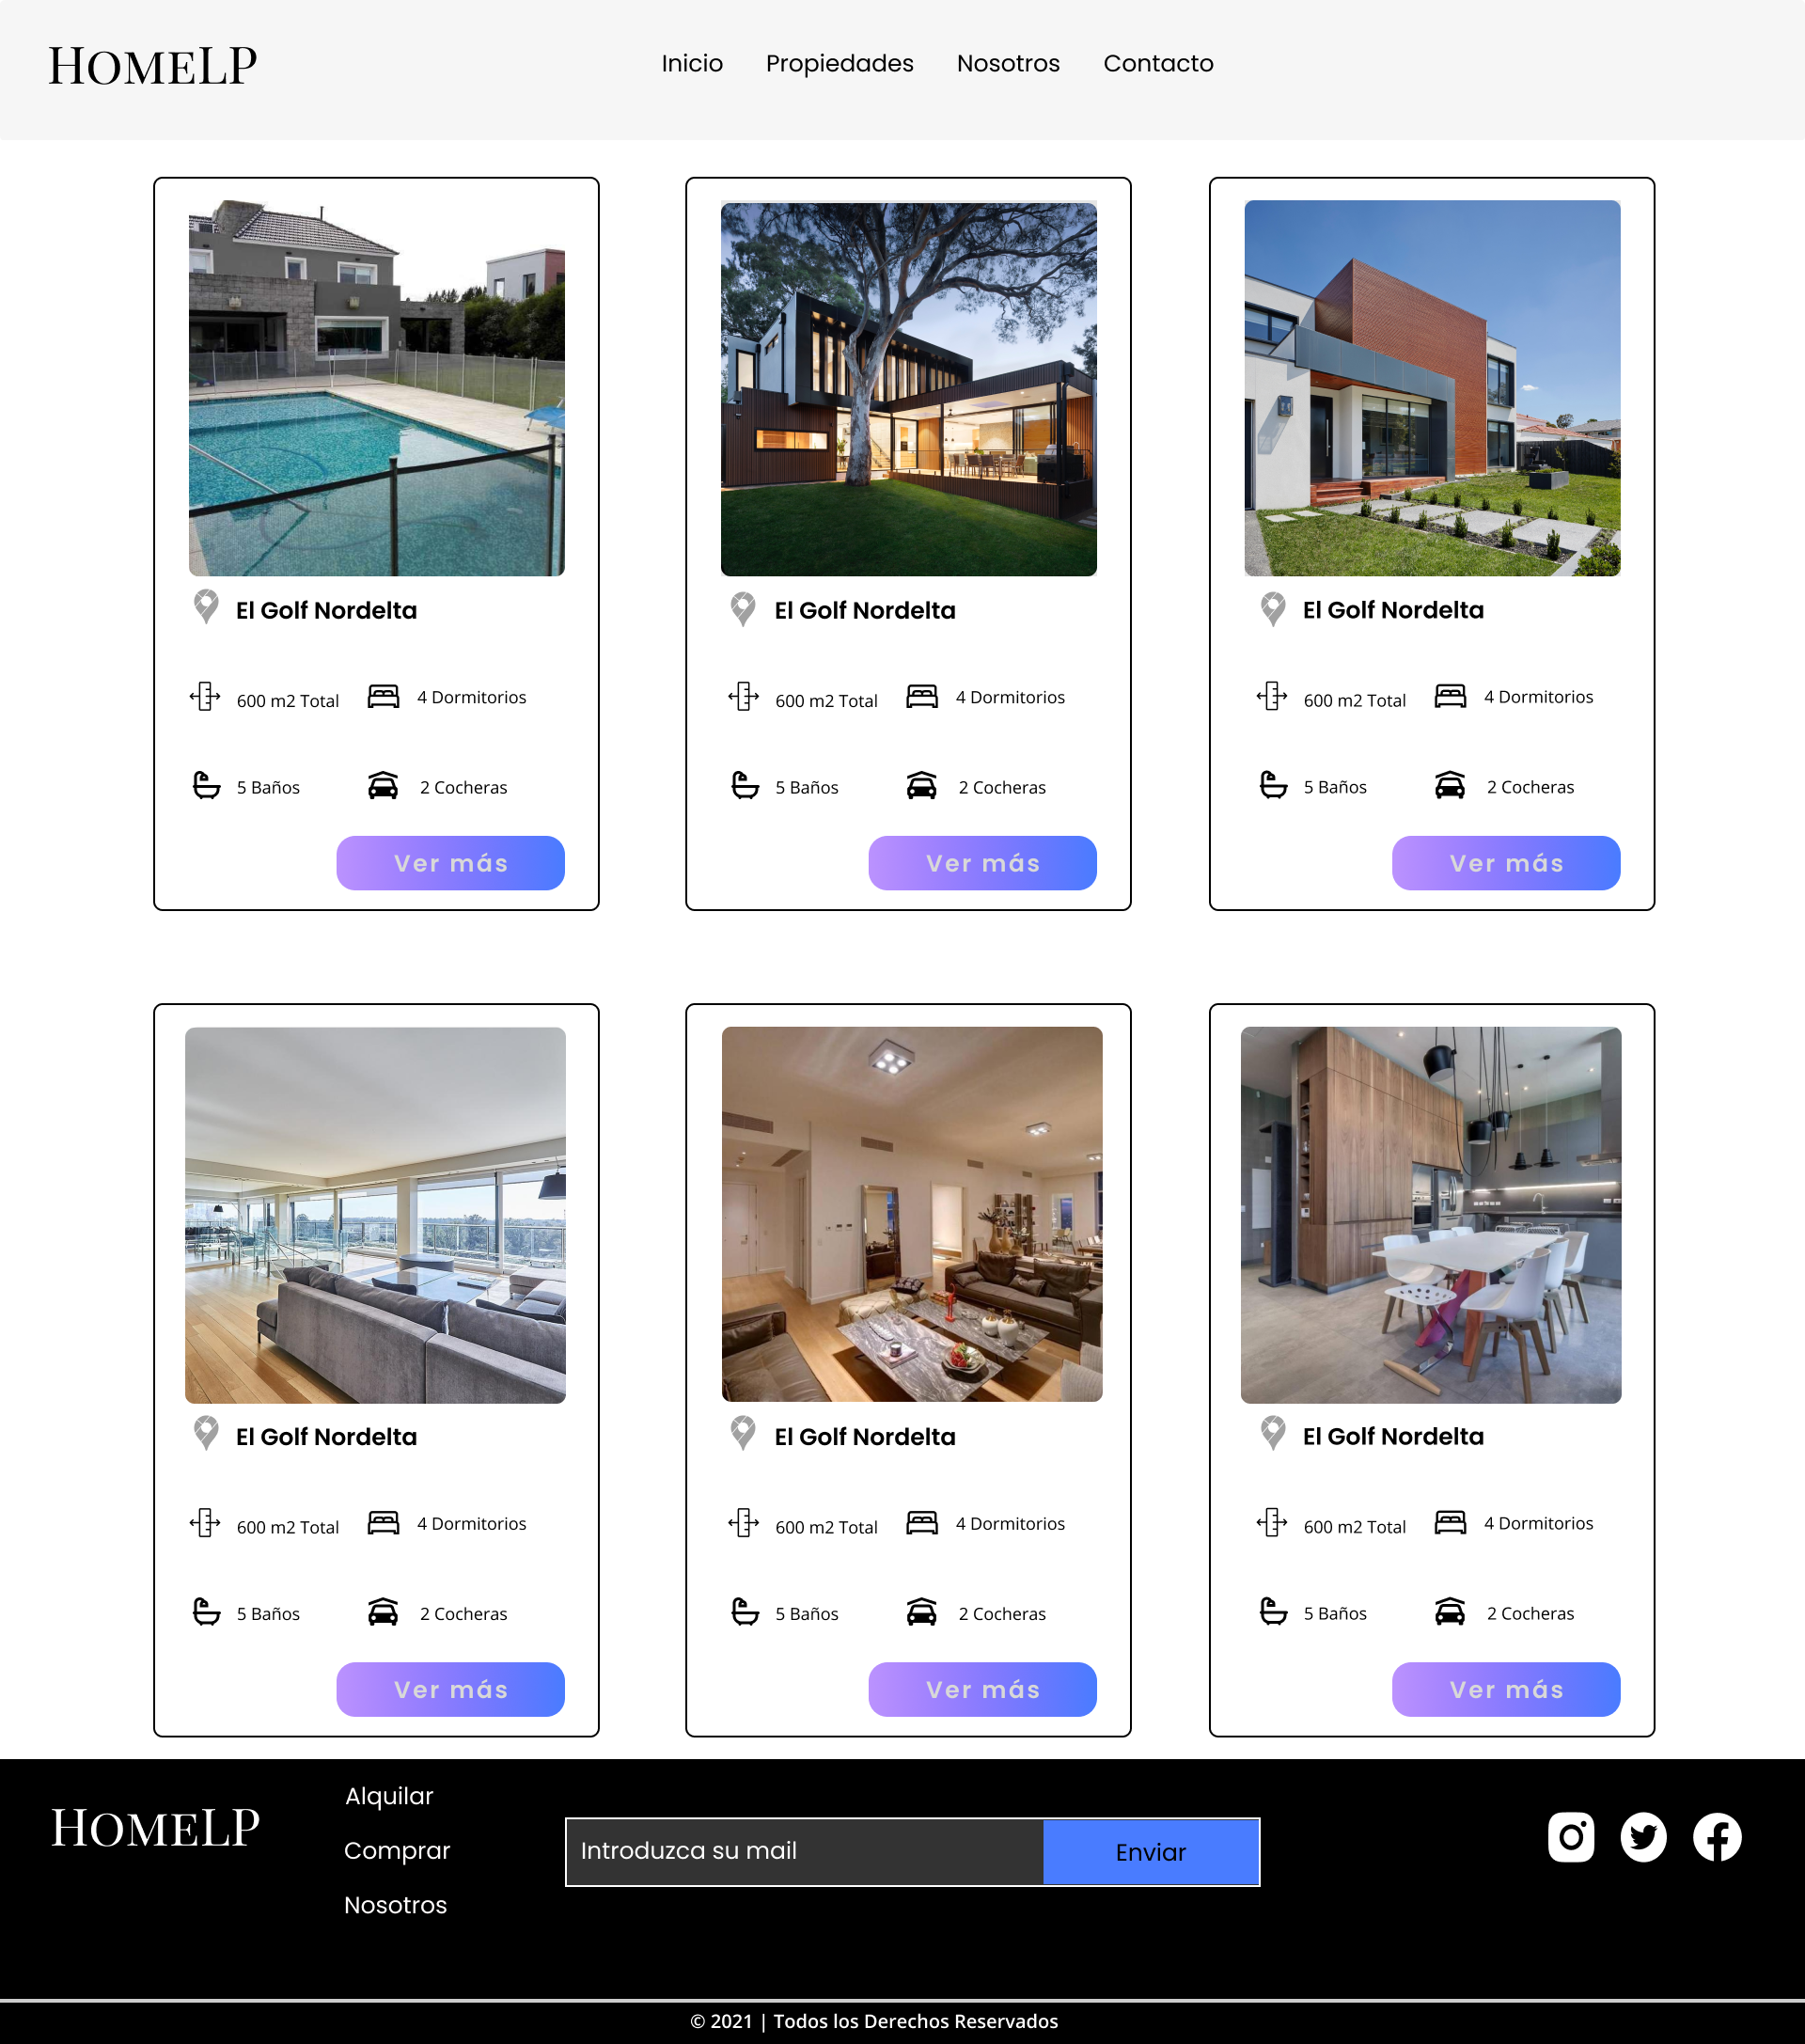 HomeLP
Inicio Propiedades Nosotros Contacto
El Golf Nordelta
600 m2 Total 4 Dormitorios
5 Baños 2 Cocheras
Ver más
El Golf Nordelta
600 m2 Total 4 Dormitorios
5 Baños 2 Cocheras
Ver más
El Golf Nordelta
600 m2 Total 4 Dormitorios
5 Baños 2 Cocheras
Ver más
El Golf Nordelta
600 m2 Total 4 Dormitorios
5 Baños 2 Cocheras
Ver más
El Golf Nordelta
600 m2 Total 4 Dormitorios
5 Baños 2 Cocheras
Ver más
El Golf Nordelta
600 m2 Total 4 Dormitorios
5 Baños 2 Cocheras
Ver más
HomeLP
Alquilar
Comprar
Nosotros
Introduzca su mail
Enviar
© 2021 | Todos los Derechos Reservados